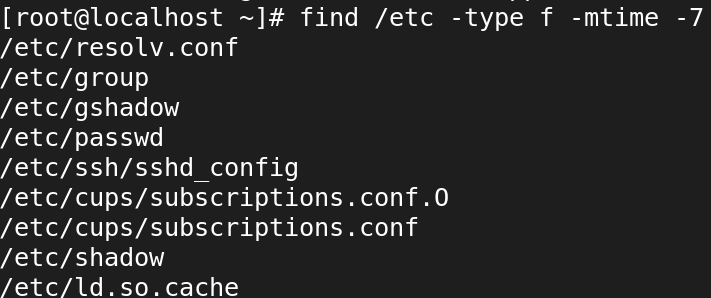 [root@localhost ~]# find /etc -type f -mtime -7
/etc/resolv.conf
/etc/group
/etc/gshadow
/etc/passwd
/etc/ssh/sshd_config
/etc/cups/subscriptions.conf.O
/etc/cups/subscriptions.conf
/etc/shadow
/etc/ld.so.cache